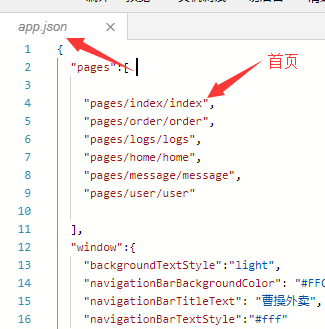 app.json ×
首页
1 {
2 "pages":[
3
4 "pages/index/index",
5 "pages/order/order",
6 "pages/logs/logs",
7 "pages/home/home",
8 "pages/message/message",
9 "pages/user/user"
10
11 ],
12 "window":{
13 "backgroundTextStyle":"light",
14 "navigationBarBackgroundColor": "#FFC
15 "navigationBarTitleText": "曹操外卖",
16 "navigationBarTextStyle":"#fff"